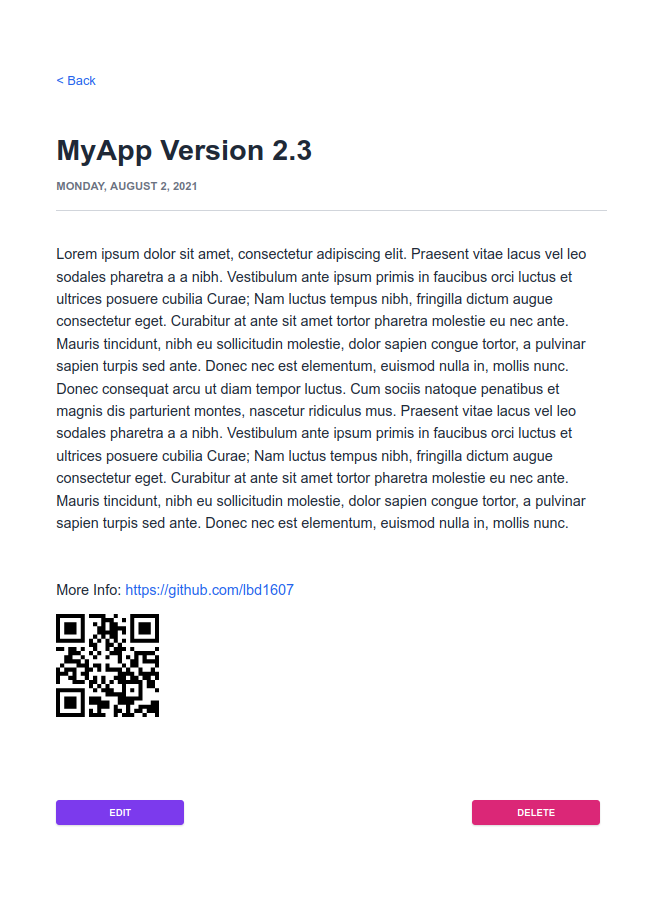 < Back
MyApp Version 2.3
MONDAY, AUGUST 2, 2021
Lorem ipsum dolor sit amet, consectetur adipiscing elit. Praesent vitae lacus vel leo
sodales pharetra a a nibh. Vestibulum ante ipsum primis in faucibus orci luctus et
ultrices posuere cubilia Curae; Nam luctus tempus nibh, fringilla dictum augue
consectetur eget. Curabitur at ante sit amet tortor pharetra molestie eu nec ante.
Mauris tincidunt, nibh eu sollicitudin molestie, dolor sapien congue tortor, a pulvinar
sapien turpis sed ante. Donec nec est elementum, euismod nulla in, mollis nunc.
Donec consequat arcu ut diam tempor luctus. Cum sociis natoque penatibus et
magnis dis parturient montes, nascetur ridiculus mus. Praesent vitae lacus vel leo
sodales pharetra a a nibh. Vestibulum ante ipsum primis in faucibus orci luctus et
ultrices posuere cubilia Curae; Nam luctus tempus nibh, fringilla dictum augue
consectetur eget. Curabitur at ante sit amet tortor pharetra molestie eu nec ante.
Mauris tincidunt, nibh eu sollicitudin molestie, dolor sapien congue tortor, a pulvinar
sapien turpis sed ante. Donec nec est elementum, euismod nulla in, mollis nunc.
More Info: https://github.com/lbd1607
EDIT
DELETE